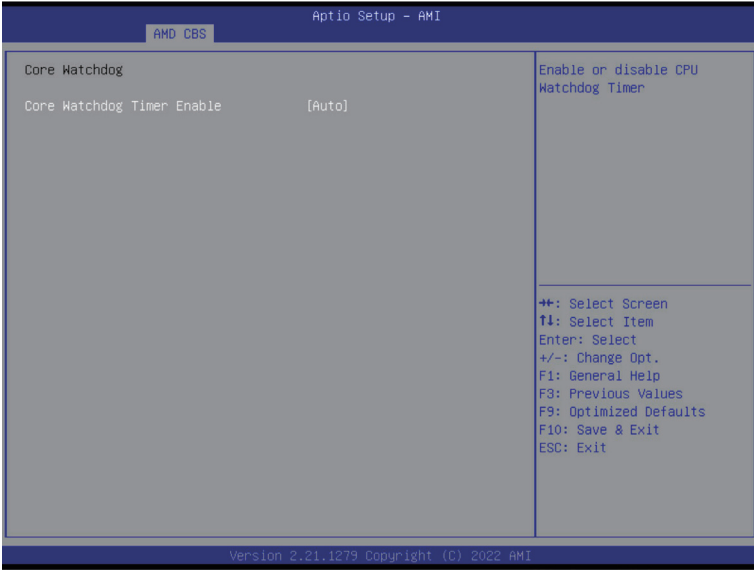 Aptio Setup – AMI
AMD CBS
Core Watchdog
Core Watchdog Timer Enable [Auto]
Enable or disable CPU
Watchdog Timer
→←: Select Screen
↑↓: Select Item
Enter: Select
+/-: Change Opt.
F1: General Help
F3: Previous Values
F9: Optimized Defaults
F10: Save & Exit
ESC: Exit
Version 2.21.1279 Copyright (C) 2022 AMI